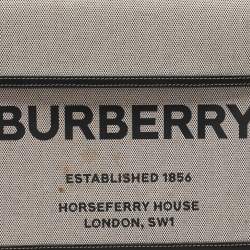 BURBERRY
ESTABLISHED 1856
HORSEFERRY HOUSE
LONDON, SW1